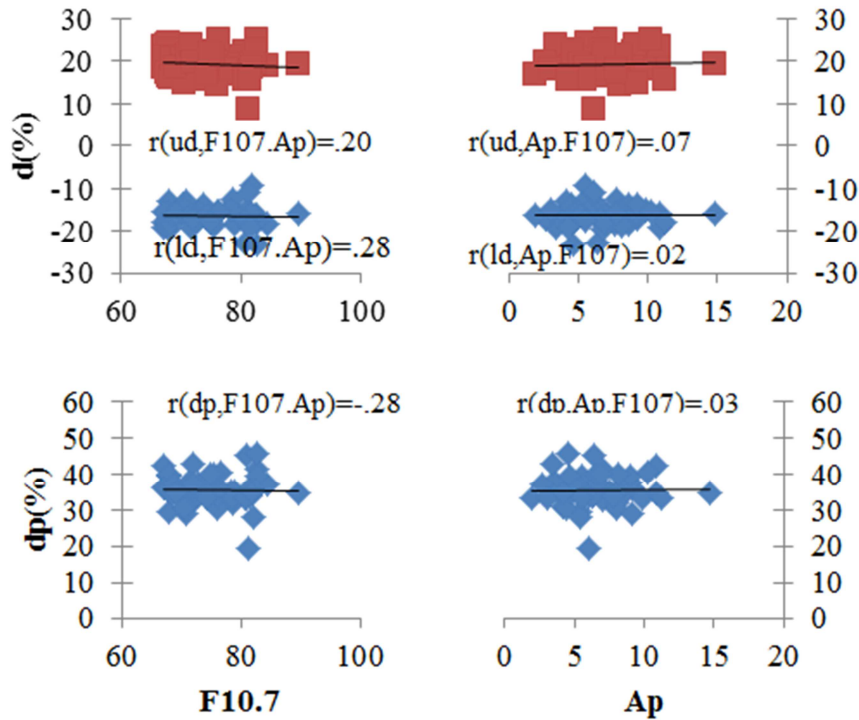 30
20
10
0
-10
-20
-30
d(%)
r(ud,F107.Ap)=.20
r(ld,F107.Ap)=.28
60 80 100
r(ud,Ap.F107)=.07
r(ld,Ap.F107)=.02
30
20
10
0
-10
-20
-30
0 5 10 15 20
60
50
40
30
20
10
0
dp(%)
r(dp,F107.Ap)=-.28
60 80 100
F10.7
r(dp,Ap,F107)=.03
60
50
40
30
20
10
0
0 5 10 15 20
Ap